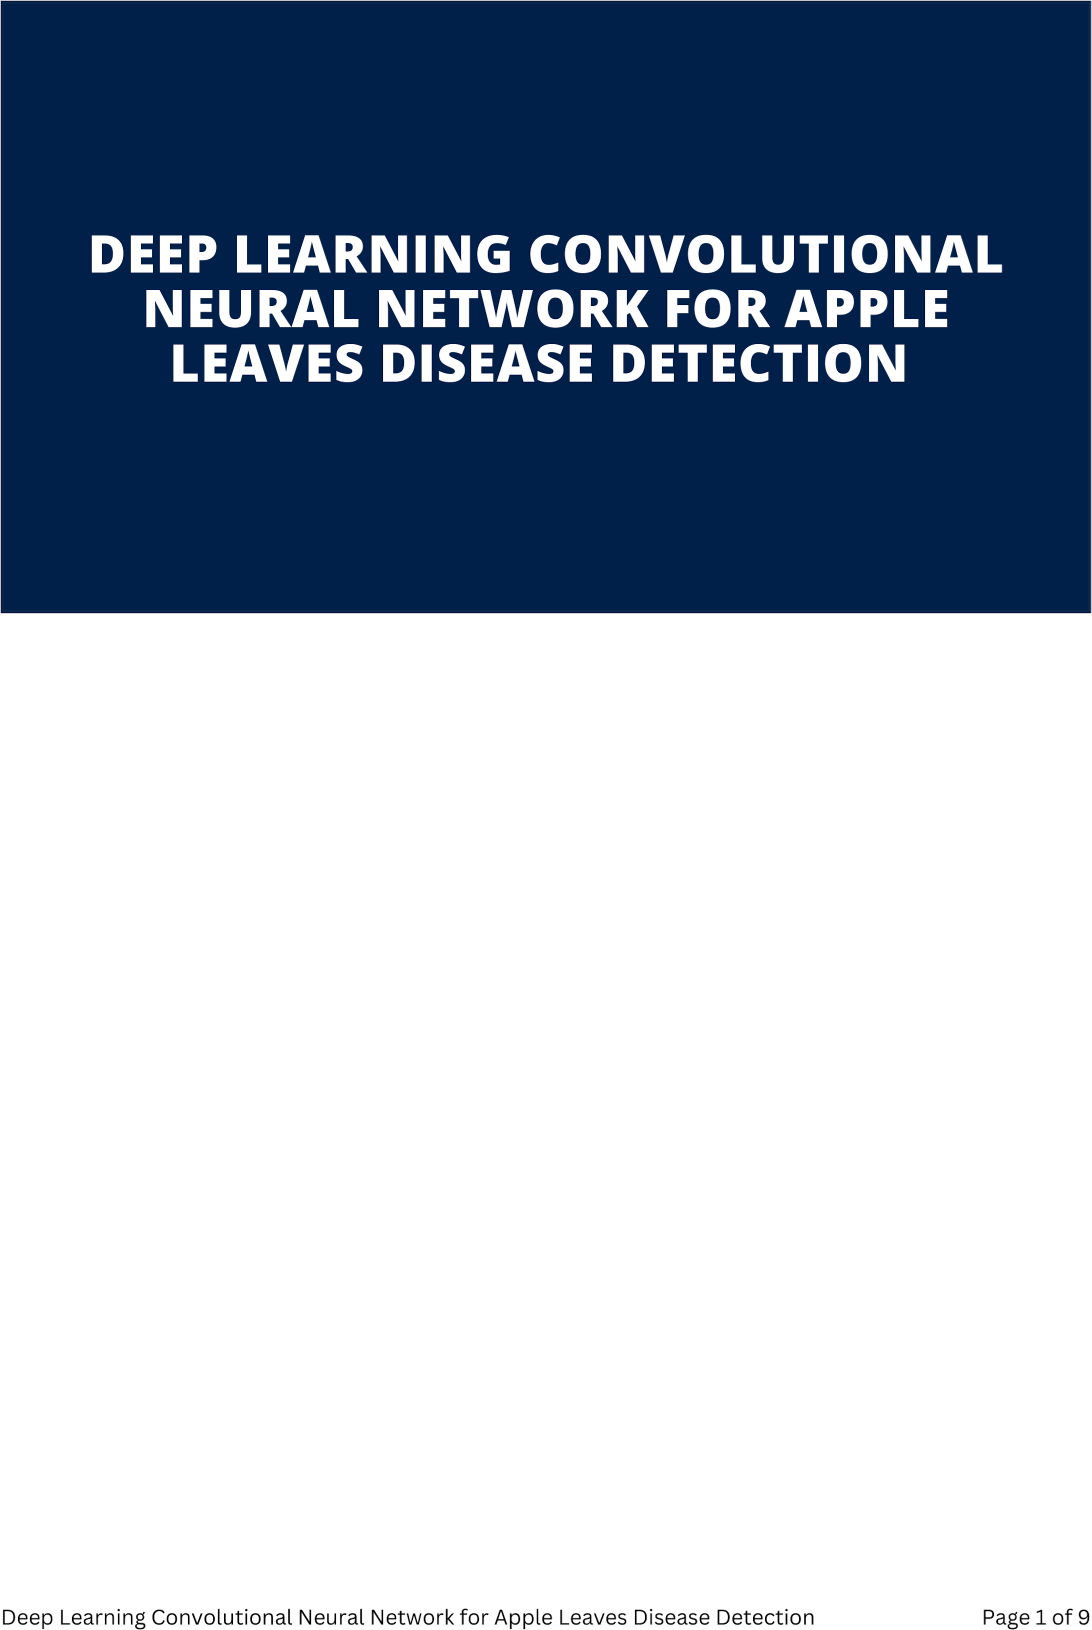 DEEP LEARNING CONVOLUTIONAL
NEURAL NETWORK FOR APPLE
LEAVES DISEASE DETECTION
Deep Learning Convolutional Neural Network for Apple Leaves Disease Detection
Page 1 of 9